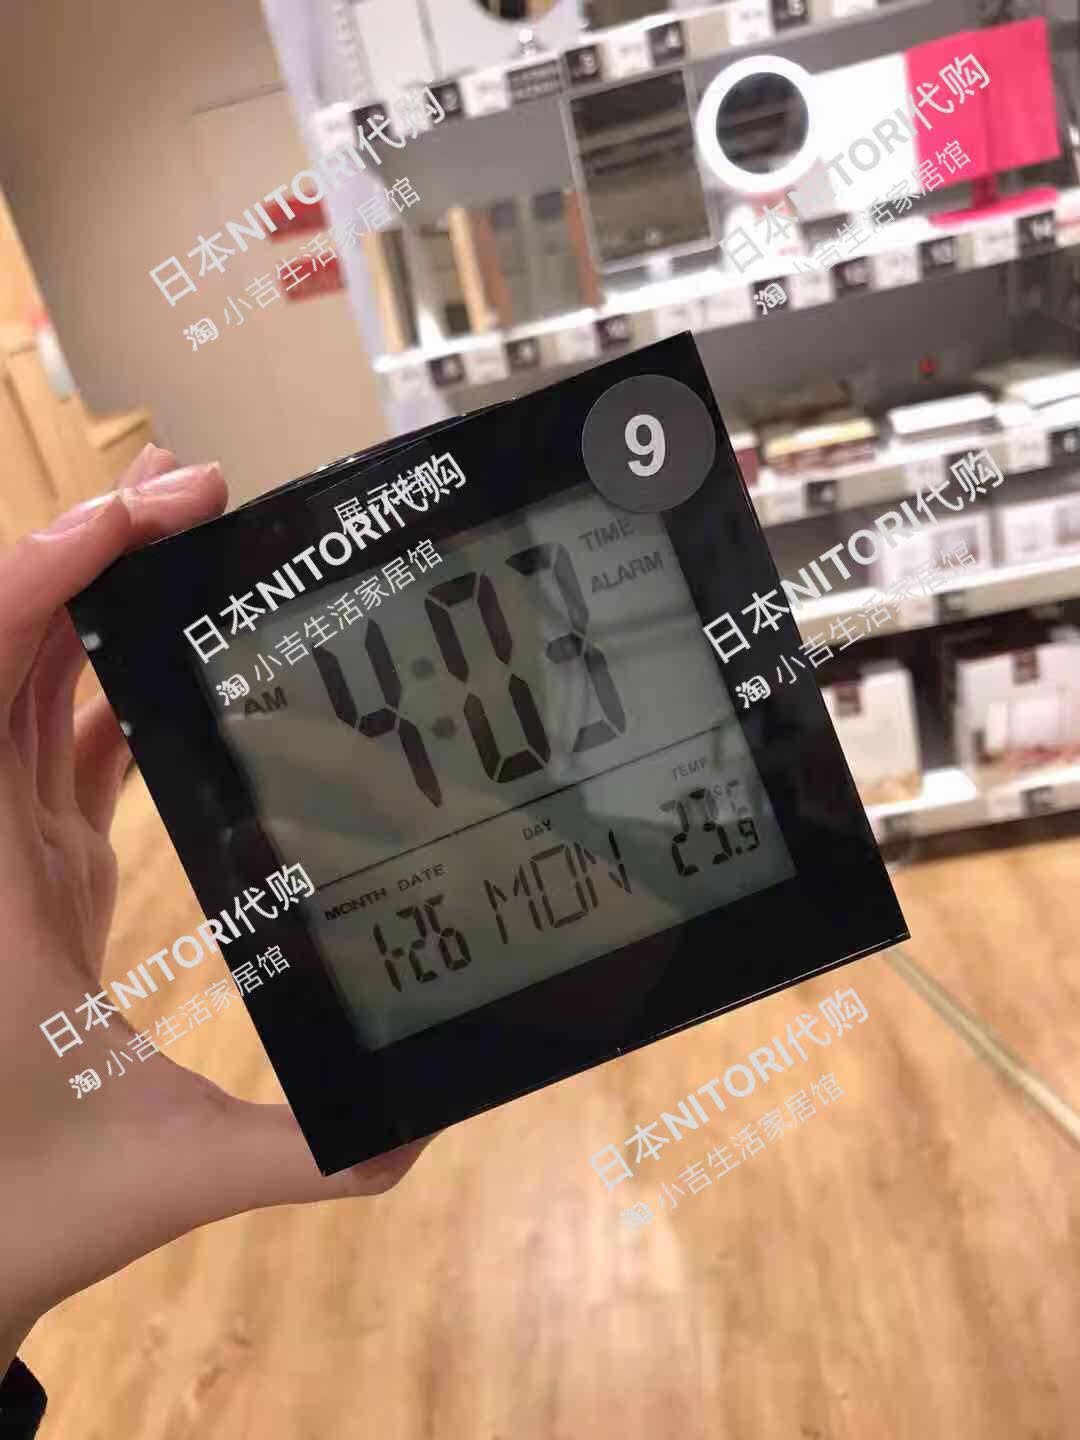 日本NITORI代购
淘 小吉生活家居馆
日本NITORI代购
淘 小吉生活家居馆
9
日本NITORI代购
淘 小吉生活家居馆
日本NITORI代购
淘 小吉生活家居馆
TIME
ALARM
AM 4:03
TEMP
DAY
MONTH DATE
1-26 MON 23.9
日本NITORI代购
淘 小吉生活家居馆
日本NITORI代购
淘 小吉生活家居馆